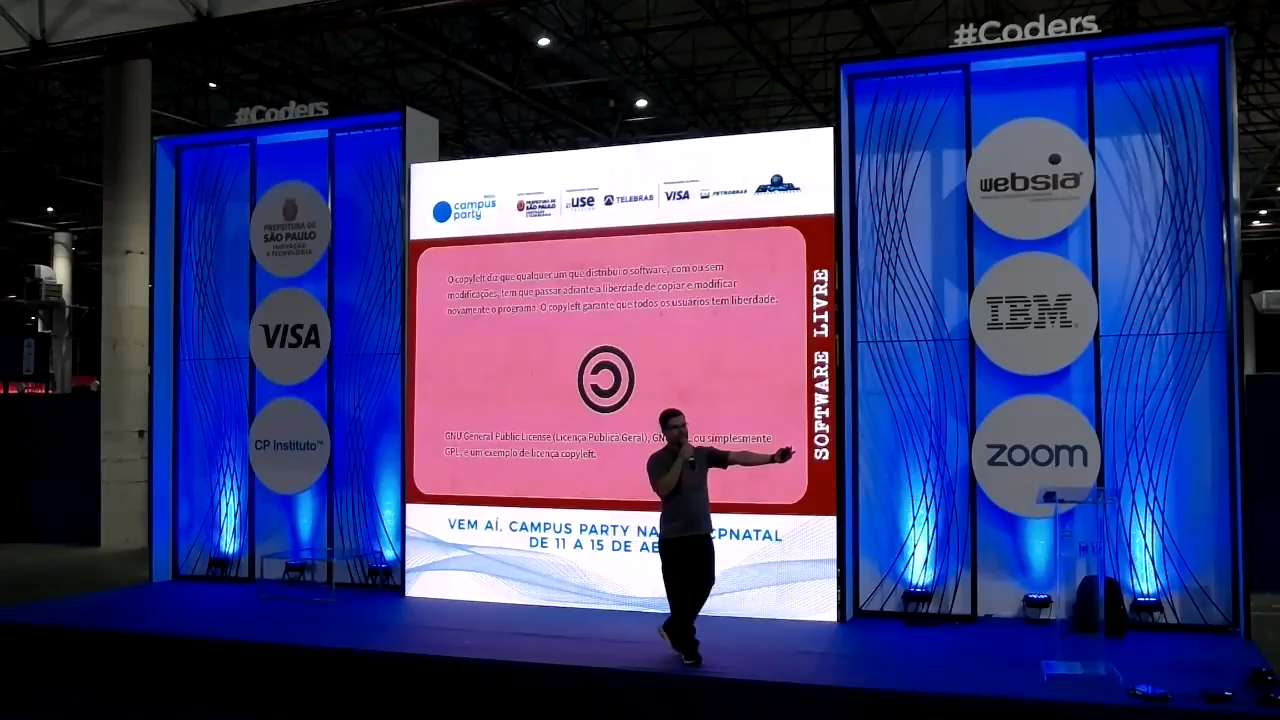 #Coders
#Coders
PREFEITURA DE
SÃO PAULO
INOVAÇÃO
E TECNOLOGIA
VISA
CP Instituto™
campus
party
PREFEITURA DE
SÃO PAULO
use
TELEBRAS
VISA
PETROBRAS
O copyleft diz que qualquer um que distribui o software, com ou sem
modificações, tem que passar adiante a liberdade de copiar e modificar
novamente o programa. O copyleft garante que todos os usuários tem liberdade.
GNU General Public License (Licença Pública Geral), GN ou simplesmente
GPL, é um exemplo de licença copyleft.
SOFTWARE LIVRE
VEM AÍ, CAMPUS PARTY NA CPNATAL
DE 11 A 15 DE AB
websia
IBM
zoom